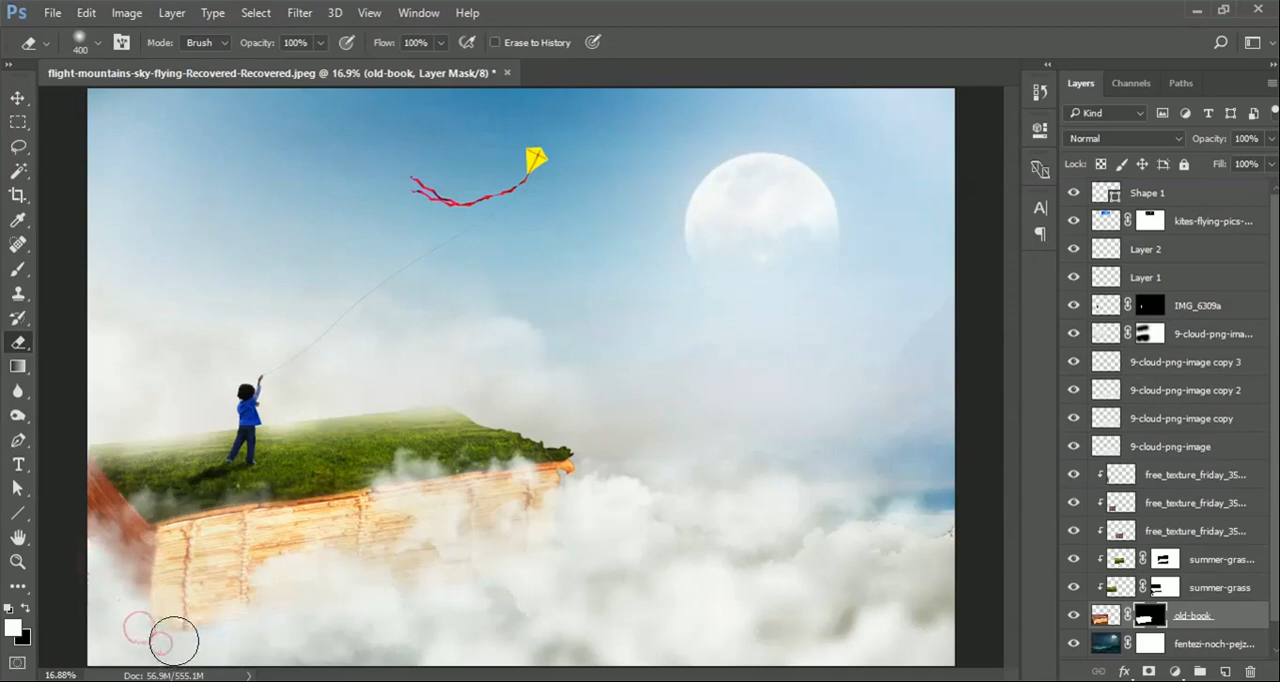 Ps File Edit Image Layer Type Select Filter 3D View Window Help
400 Mode: Brush Opacity: 100% Flow: 100% Erase to History
flight-mountains-sky-flying-Recovered-Recovered.jpeg @ 16.9% (old-book, Layer Mask/8) * ×
Layers Channels Paths
Kind
Normal Opacity: 100%
Lock: Fill: 100%
Shape 1
kites-flying-pics-...
Layer 2
Layer 1
IMG_6309a
9-cloud-png-ima...
9-cloud-png-image copy 3
9-cloud-png-image copy 2
9-cloud-png-image copy
9-cloud-png-image
free_texture_friday_35...
free_texture_friday_35...
free_texture_friday_35...
summer-gras...
summer-grass
old-book
fentezi-noch-pejz...
16.88% Doc: 56.9M/555.1M